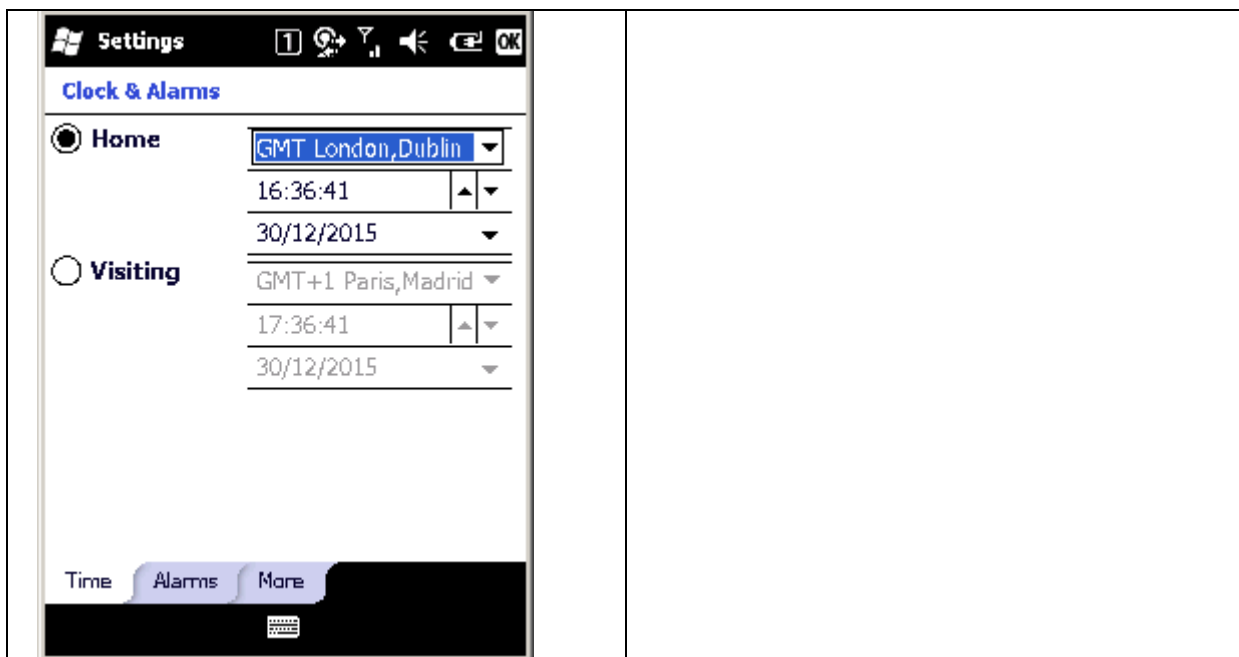 Settings 1 OK
Clock & Alarms
Home
GMT London,Dublin
16:36:41
30/12/2015
Visiting
GMT+1 Paris,Madrid
17:36:41
30/12/2015
Time Alarms More